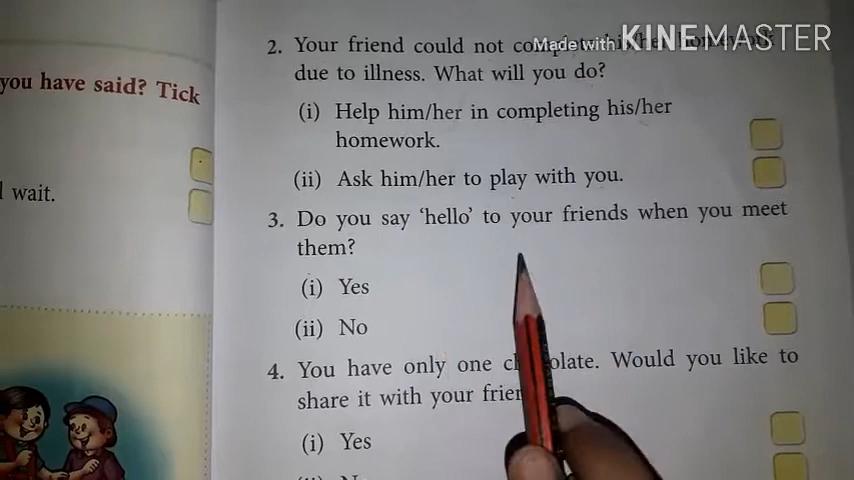 Made with KINEMASTER
you have said? Tick
wait.
2. Your friend could not
due to illness. What will you do?
(i) Help him/her in completing his/her
homework.
(ii) Ask him/her to play with you.
3. Do you say ‘hello’ to your friends when you meet
them?
(i) Yes
(ii) No
4. You have only one chocolate. Would you like to
share it with your
(i) Yes